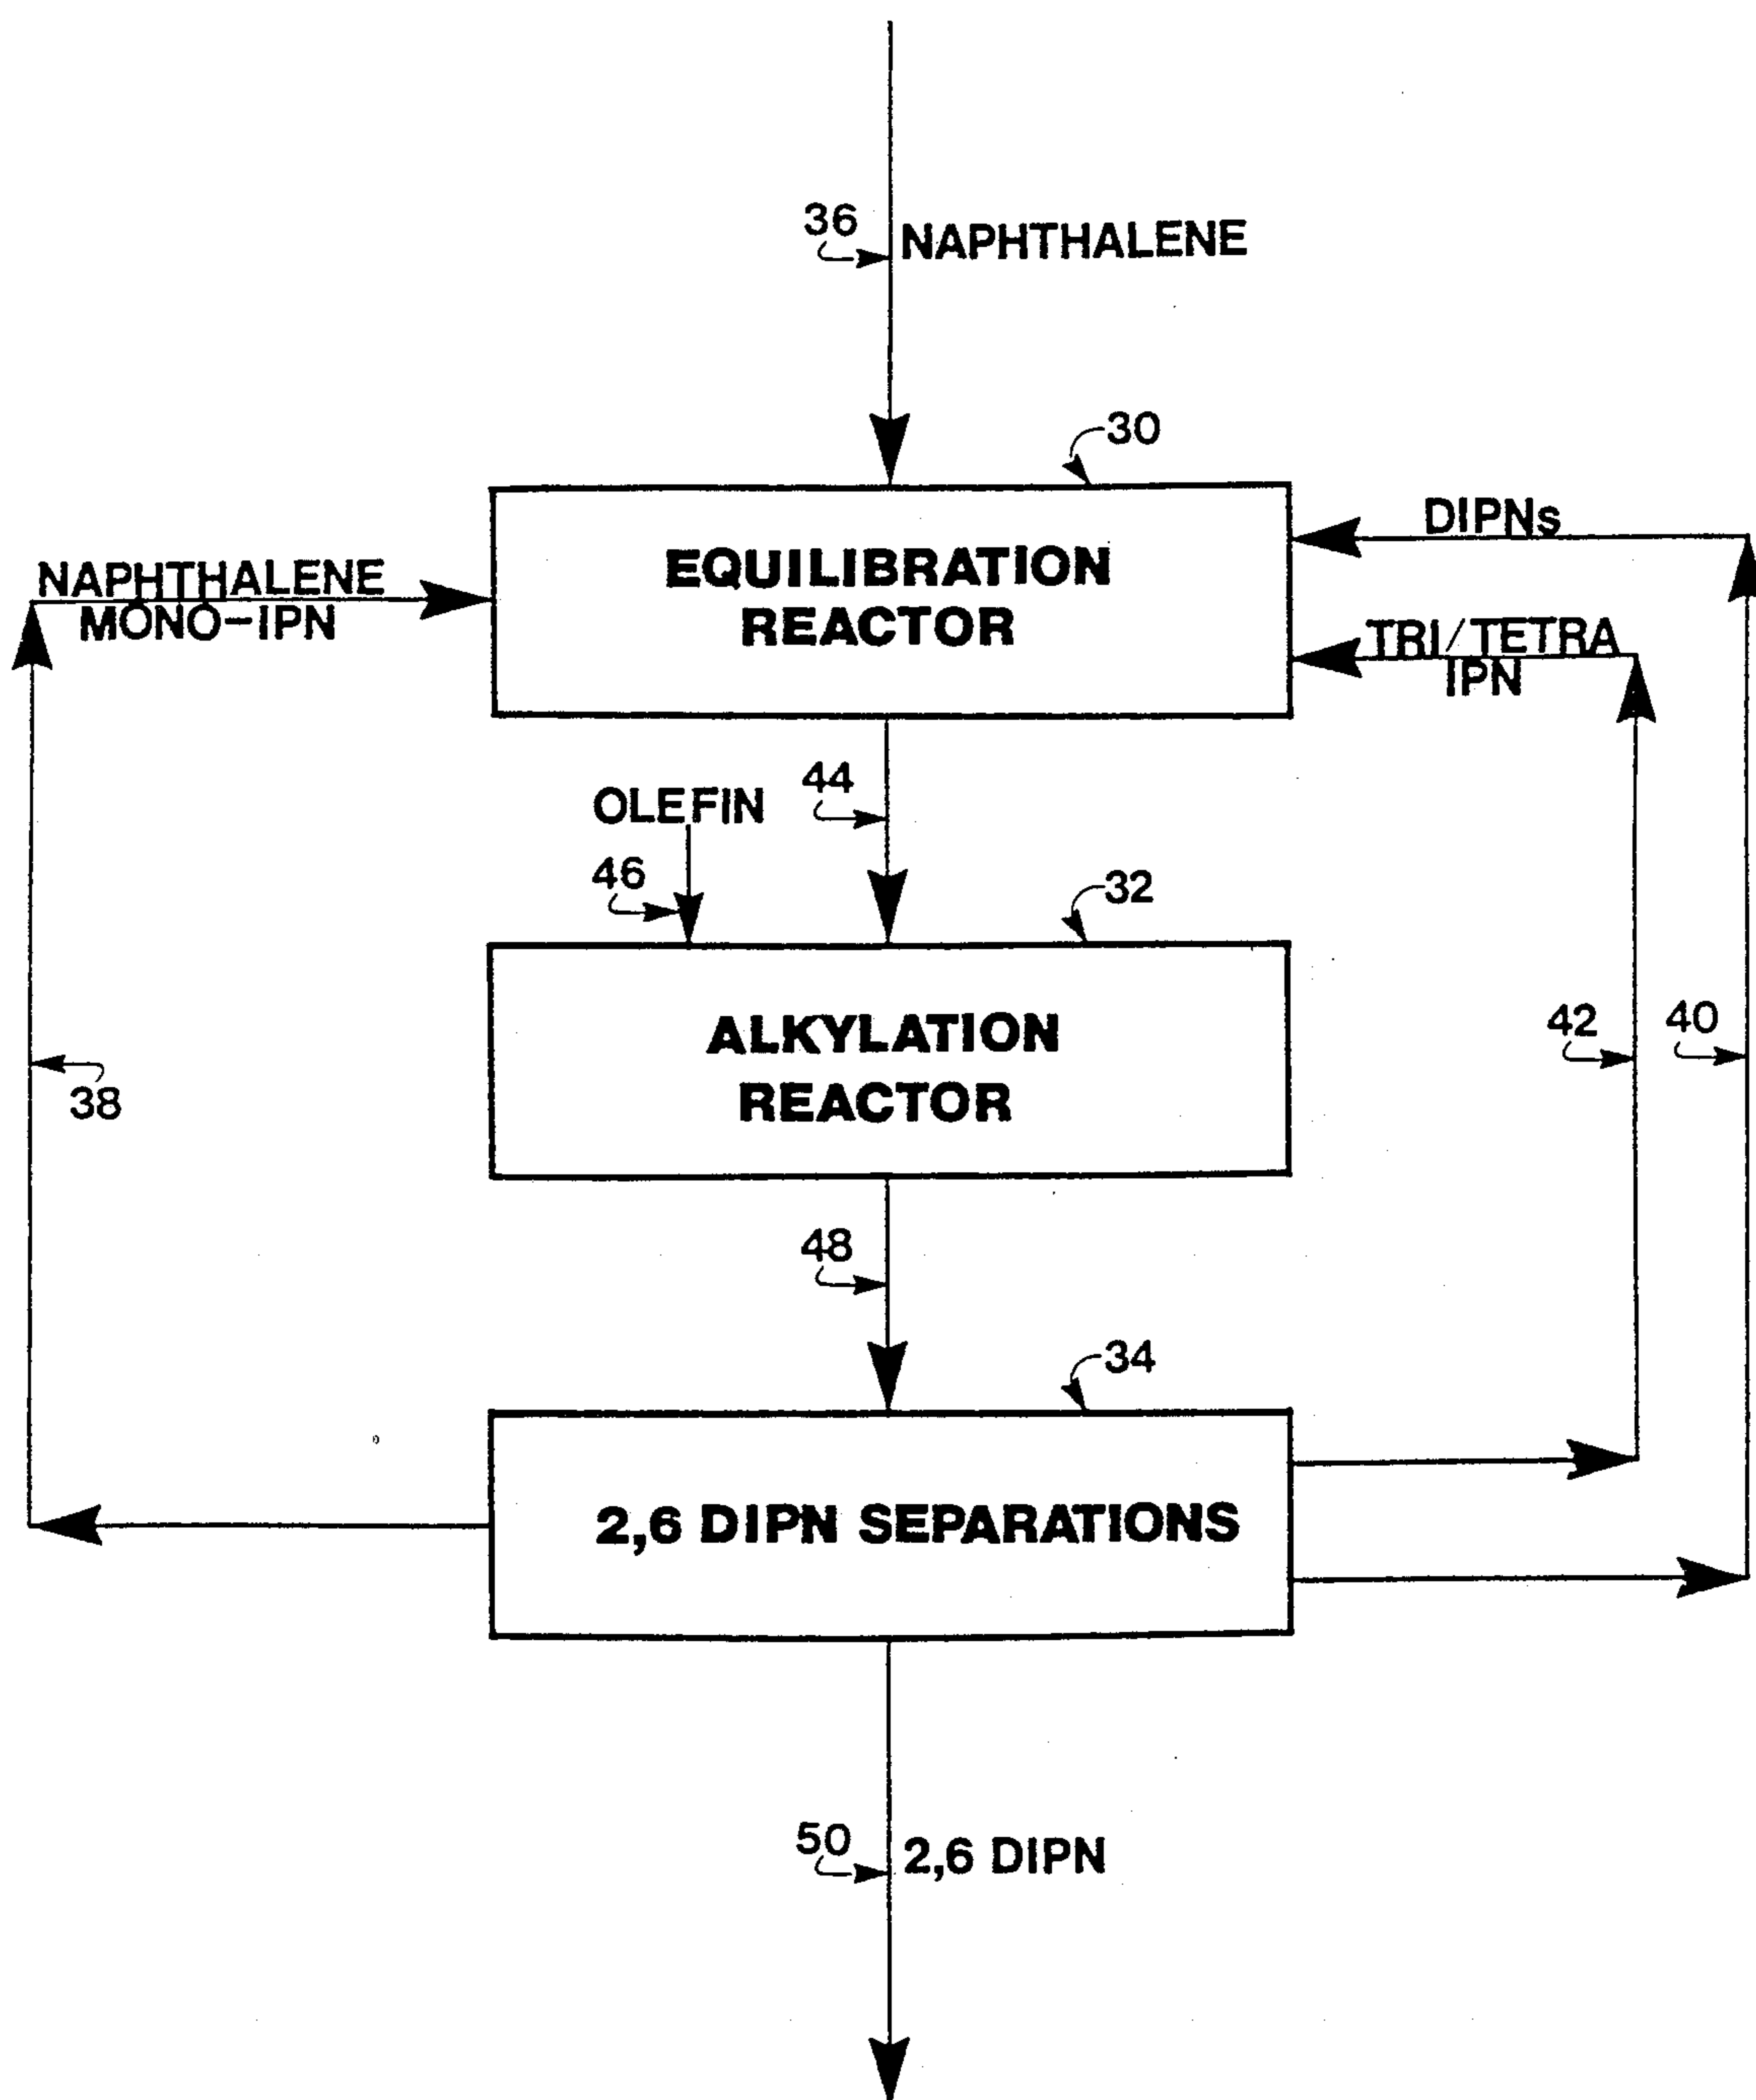 36
NAPHTHALENE
30
EQUILIBRATION
REACTOR
DIPNs
NAPHTHALENE
MONO-IPN
TRI/TETRA
IPN
44
OLEFIN
46
32
ALKYLATION
REACTOR
42
40
38
48
34
2,6 DIPN SEPARATIONS
50
2,6 DIPN